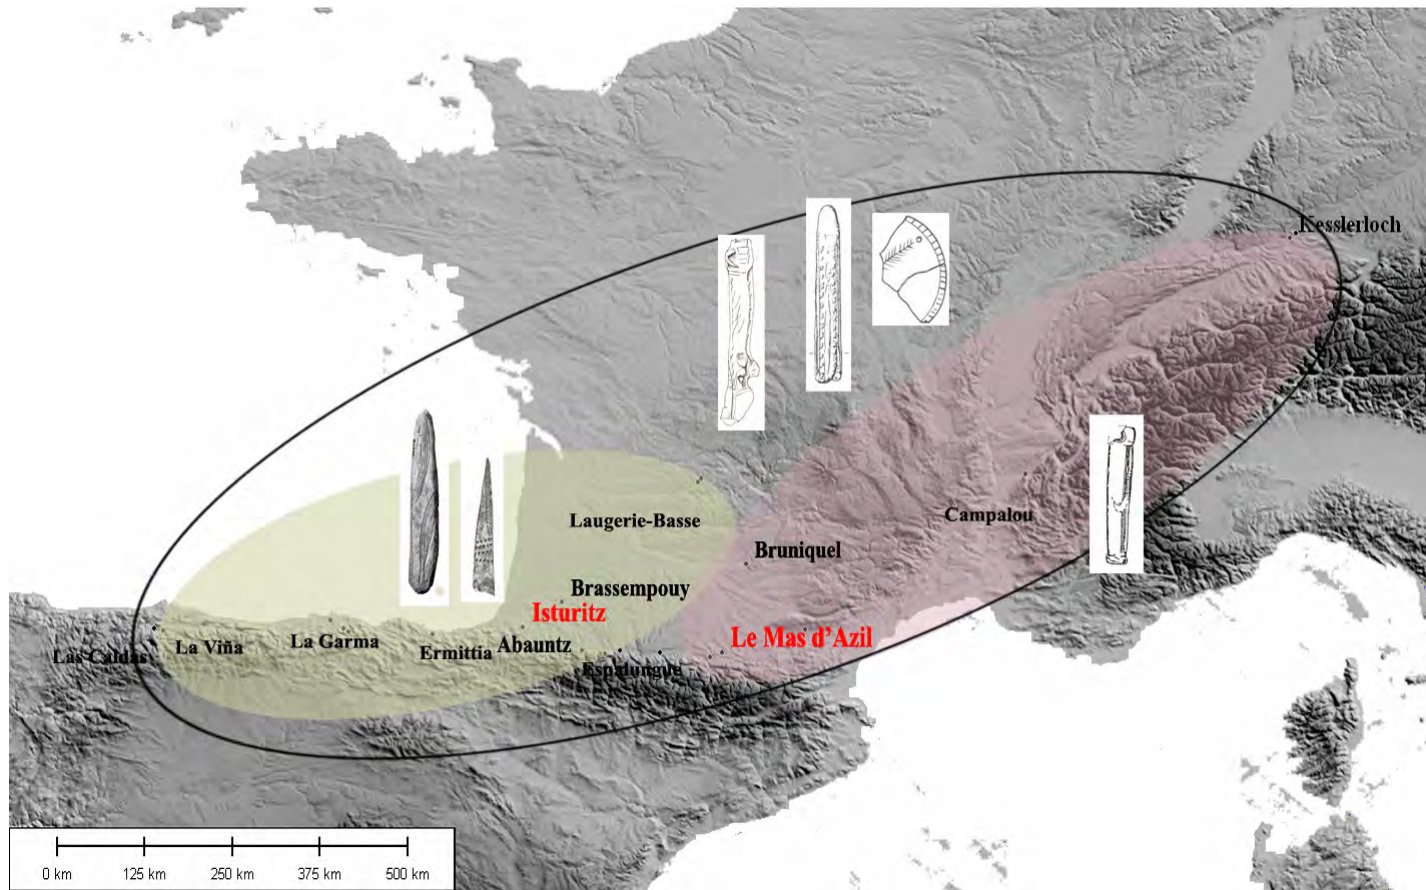 Kesslerloch
Campalou
Laugerie-Basse
Bruniquel
Brassempouy
Isturitz
Le Mas d'Azil
La Garma
La Viña
Las Caldas
Ermittia
Abauntz
Espalungue
0 km 125 km 250 km 375 km 500 km